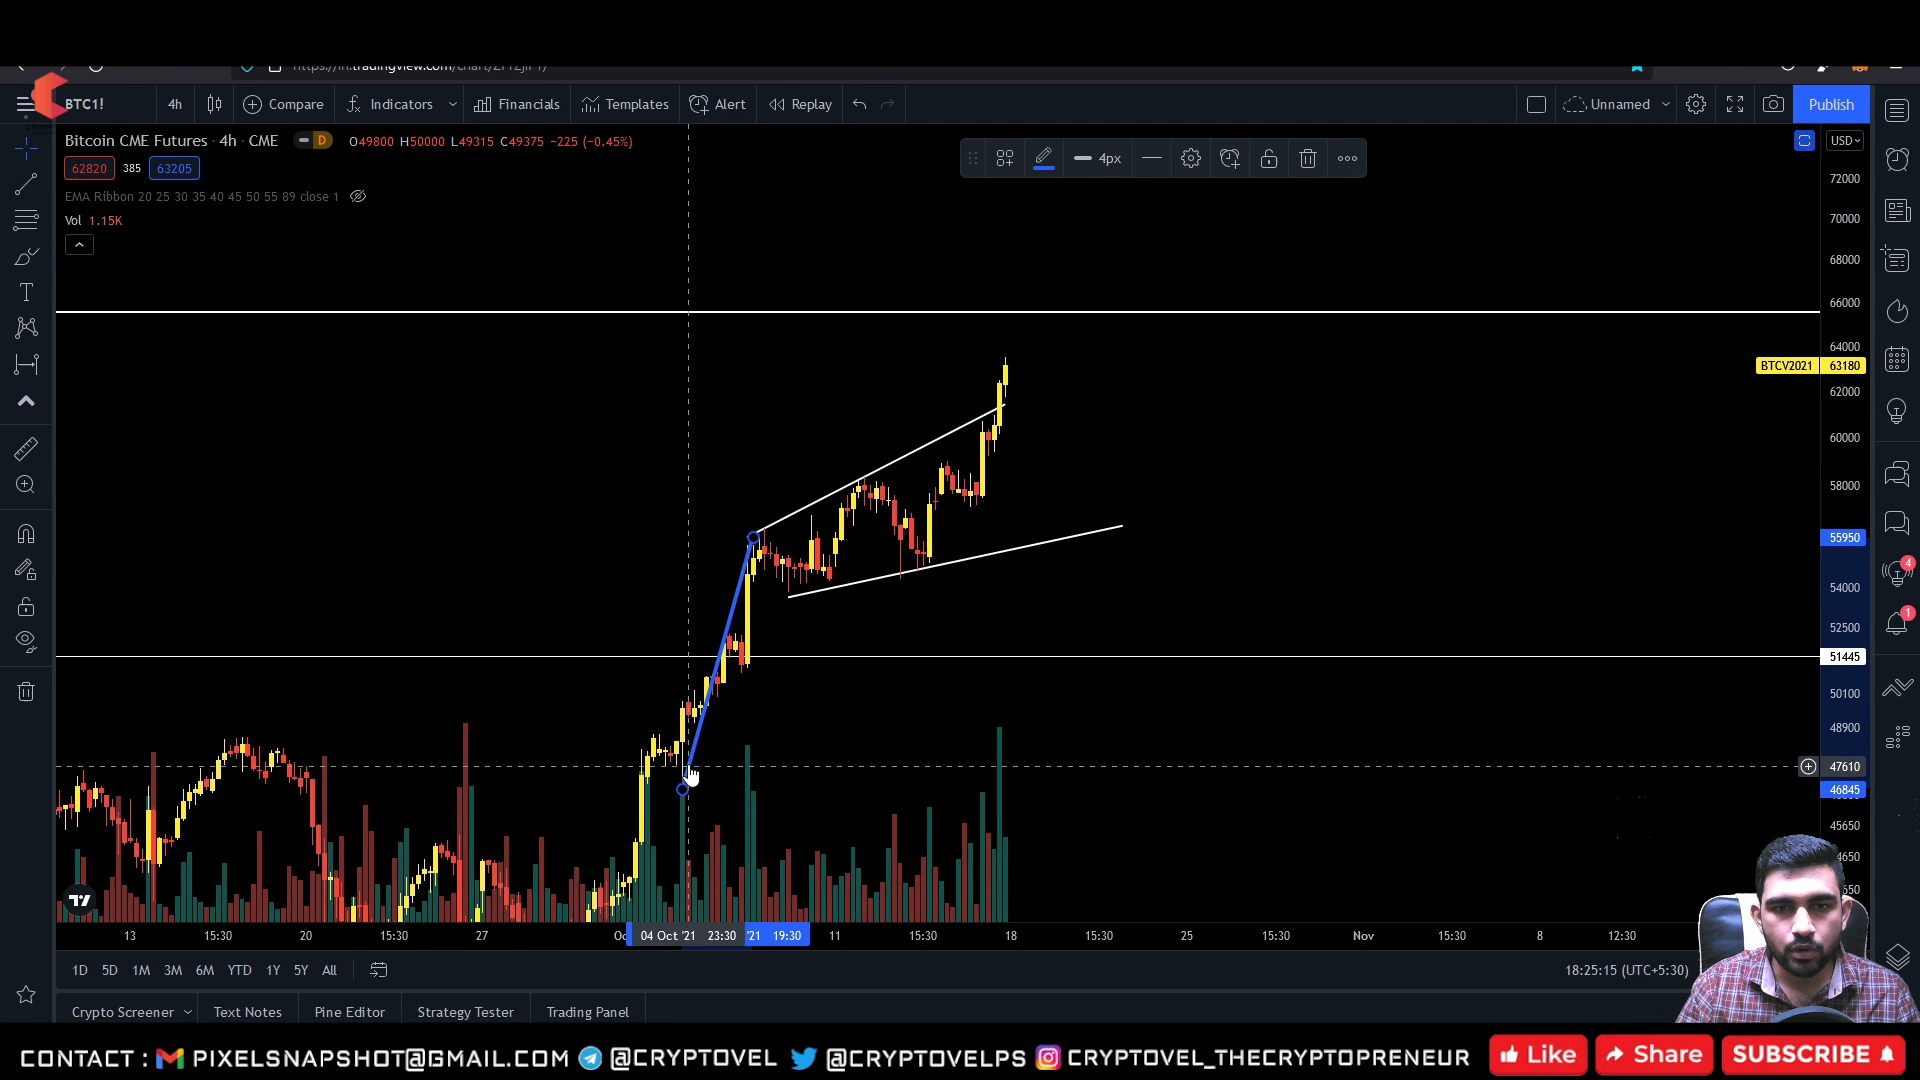 BTC1!
4h
Compare
Indicators
Financials
Templates
Alert
Replay
Unnamed
Publish
Bitcoin CME Futures · 4h · CME
D
O49800 H50000 L49315 C49375 −225 (−0.45%)
62820 385 63205
EMA Ribbon 20 25 30 35 40 45 50 55 89 close 1
Vol 1.15K
4px
USD
72000
70000
68000
66000
64000
BTCV2021 63180
62000
60000
58000
55950
54000
52500
51445
50100
48900
47610
46845
45650
4
1
13 15:30 20 15:30 27 04 Oct '21 23:30 '21 19:30 11 15:30 18 15:30 25 15:30 Nov 15:30 8 12:30
1D 5D 1M 3M 6M YTD 1Y 5Y All
18:25:15 (UTC+5:30)
Crypto Screener Text Notes Pine Editor Strategy Tester Trading Panel
CONTACT : PIXELSNAPSHOT@GMAIL.COM @CRYPTOVEL @CRYPTOVELPS CRYPTOVEL_THECRYPTOPRENEUR Like Share SUBSCRIBE